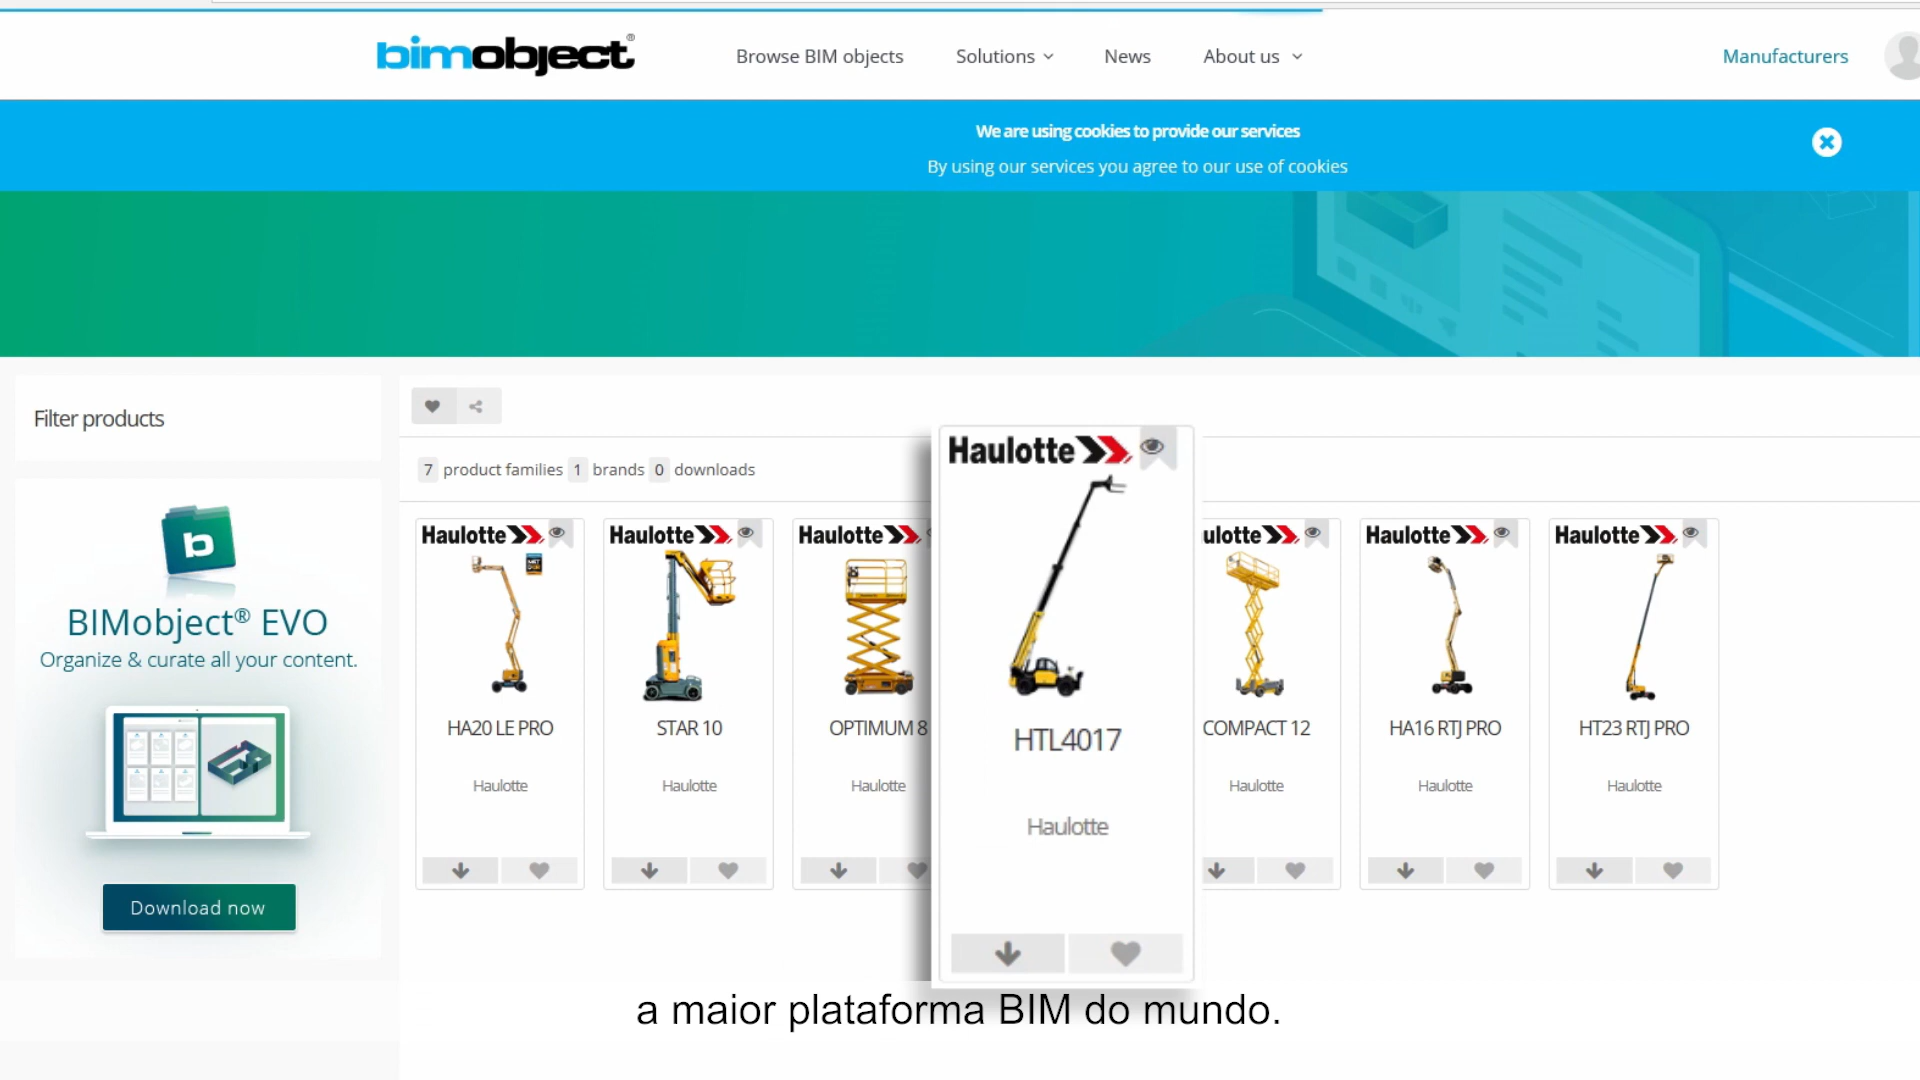 bimobject®
Browse BIM objects
Solutions
News
About us
Manufacturers
We are using cookies to provide our services
By using our services you agree to our use of cookies
Filter products
7 product families 1 brands 0 downloads
b
BIMobject® EVO
Organize & curate all your content.
Download now
Haulotte
HA20 LE PRO
Haulotte
Haulotte
STAR 10
Haulotte
Haulotte
OPTIMUM 8
Haulotte
Haulotte
HTL4017
Haulotte
ulotte
COMPACT 12
Haulotte
Haulotte
HA16 RTJ PRO
Haulotte
Haulotte
HT23 RTJ PRO
Haulotte
a maior plataforma BIM do mundo.